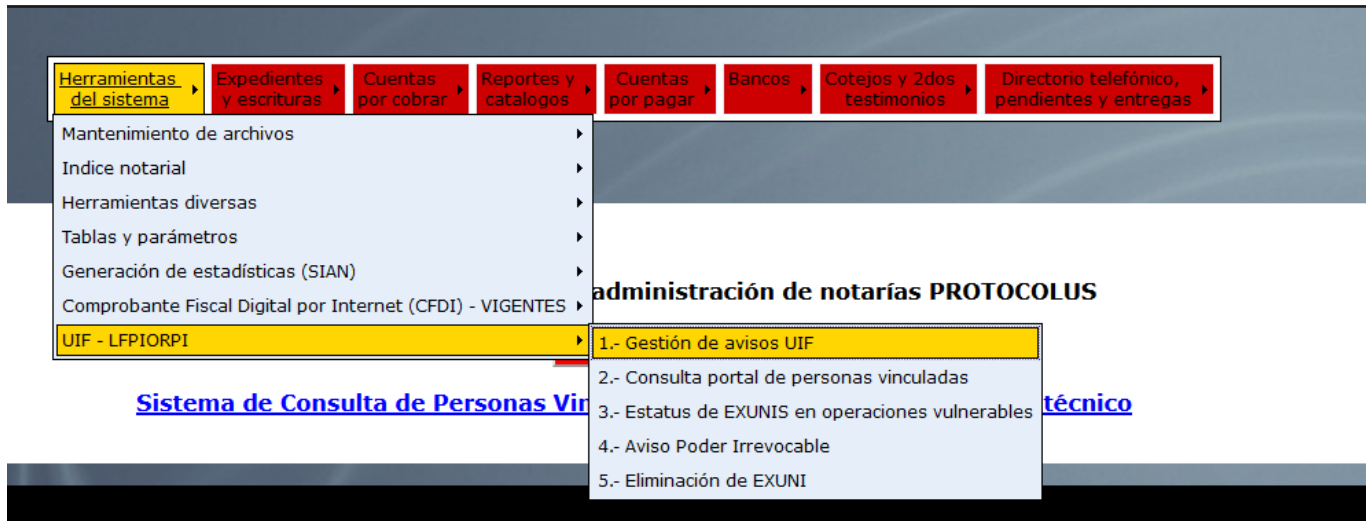 Herramientas del sistema
Expedientes y escrituras
Cuentas por cobrar
Reportes y catalogos
Cuentas por pagar
Bancos
Cotejos y 2dos testimonios
Directorio telefónico, pendientes y entregas
Mantenimiento de archivos
Indice notarial
Herramientas diversas
Tablas y parámetros
Generación de estadísticas (SIAN)
Comprobante Fiscal Digital por Internet (CFDI) - VIGENTES
administración de notarías PROTOCOLUS
UIF - LFPIORPI
1.- Gestión de avisos UIF
2.- Consulta portal de personas vinculadas
3.- Estatus de EXUNIS en operaciones vulnerables
4.- Aviso Poder Irrevocable
5.- Eliminación de EXUNI
Sistema de Consulta de Personas Vin
técnico